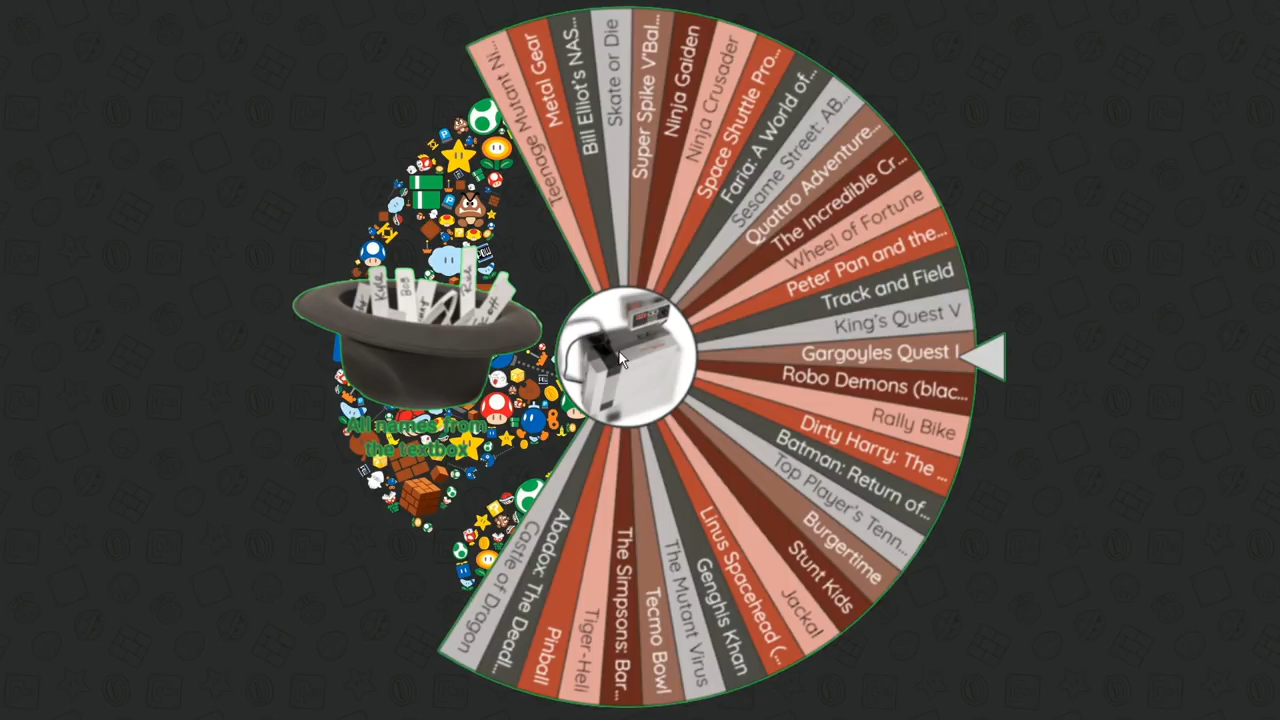 Teenage Mutant Ni...
Metal Gear
Bill Elliot's NAS...
Skate or Die
Super Spike V'Bal...
Ninja Gaiden
Ninja Crusader
Space Shuttle Pro...
Faria: A World of...
Sesame Street: AB...
Quattro Adventure...
The Incredible Cr...
Wheel of Fortune
Peter Pan and the...
Track and Field
King's Quest V
Gargoyles Quest I
Robo Demons (blac...
Rally Bike
Dirty Harry: The ...
Batman: Return of...
Top Player's Tenn...
Burgertime
Stunt Kids
Jackal
Linus Spacehead (...
Genghis Khan
The Mutant Virus
Tecmo Bowl
The Simpsons: Bar...
Tiger-Heli
Pinball
Abadox: The Deadl...
Castle of Dragon
Kyle
Bob
Rick
All names from
the textbox